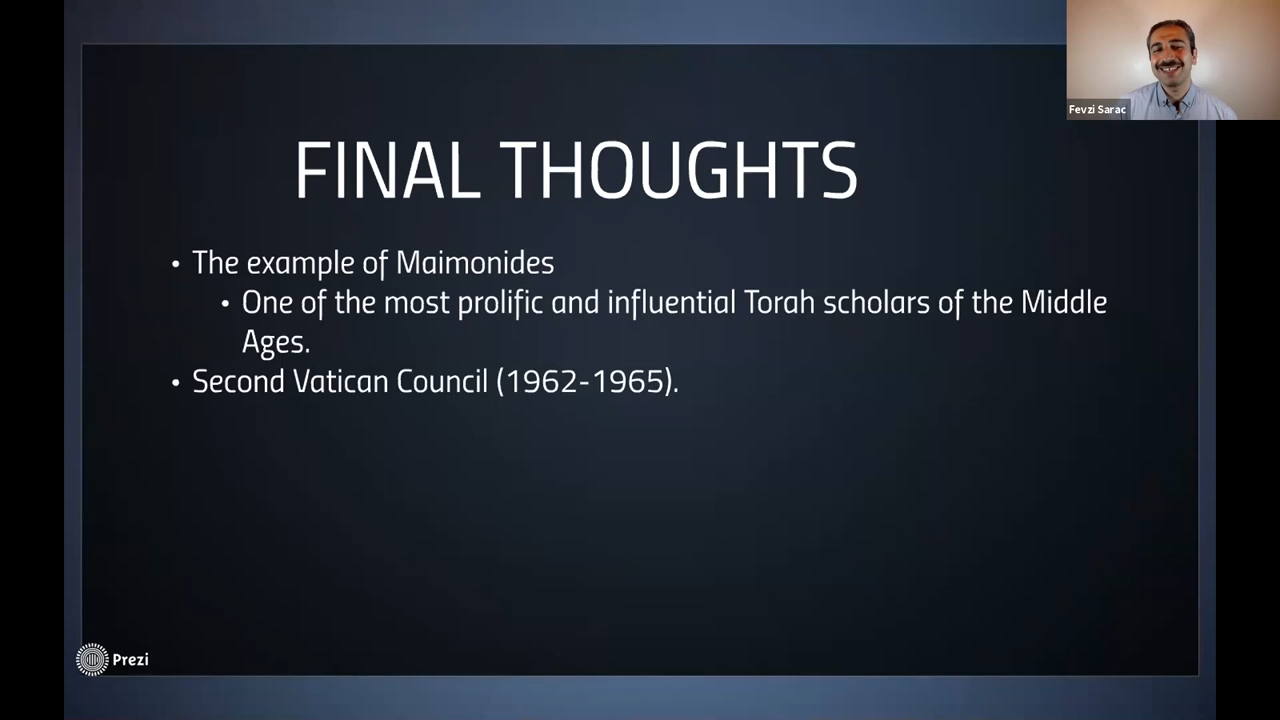 Fevzi Sarac
FINAL THOUGHTS
• The example of Maimonides
• One of the most prolific and influential Torah scholars of the Middle
Ages.
• Second Vatican Council (1962-1965).
Prezi